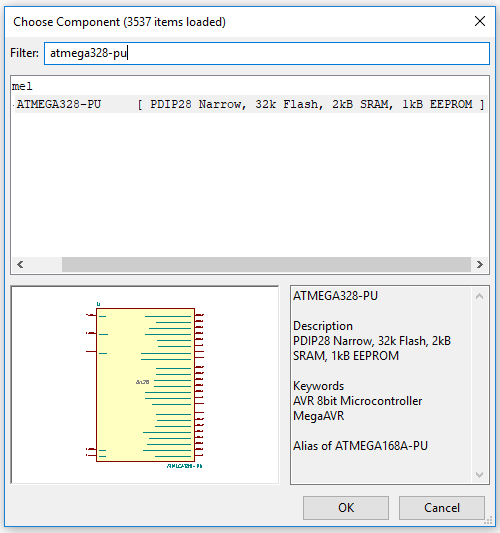 Choose Component (3537 items loaded)
Filter: atmega328-pu
mel
ATMEGA328-PU [ PDIP28 Narrow, 32k Flash, 2kB SRAM, 1kB EEPROM ]
ATMEGA328-PU
Description
PDIP28 Narrow, 32k Flash, 2kB
SRAM, 1kB EEPROM
Keywords
AVR 8bit Microcontroller
MegaAVR
Alias of ATMEGA168A-PU
OK Cancel